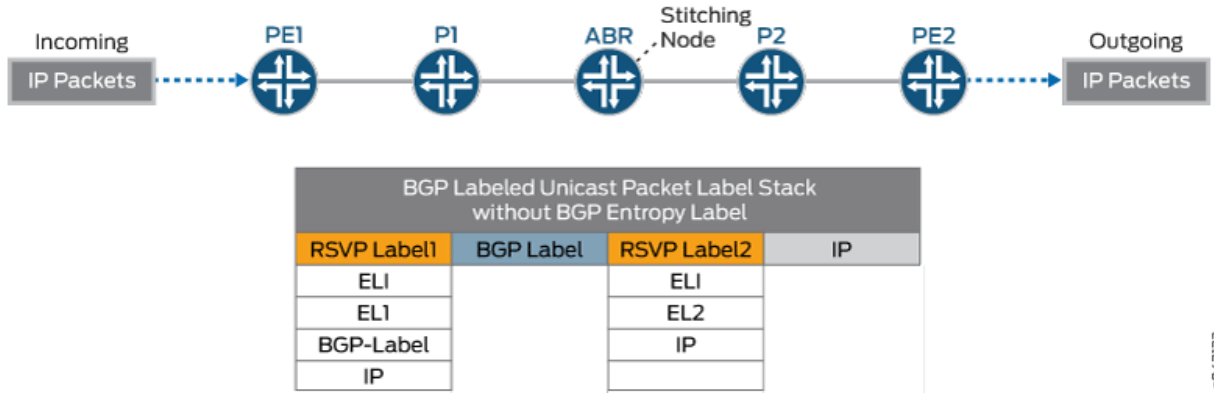 Incoming
IP Packets
PE1
P1
ABR
Stitching
Node
P2
PE2
Outgoing
IP Packets
BGP Labeled Unicast Packet Label Stack
without BGP Entropy Label
RSVP Label1 BGP Label RSVP Label2 IP
ELI ELI
EL1 EL2
BGP-Label IP
IP